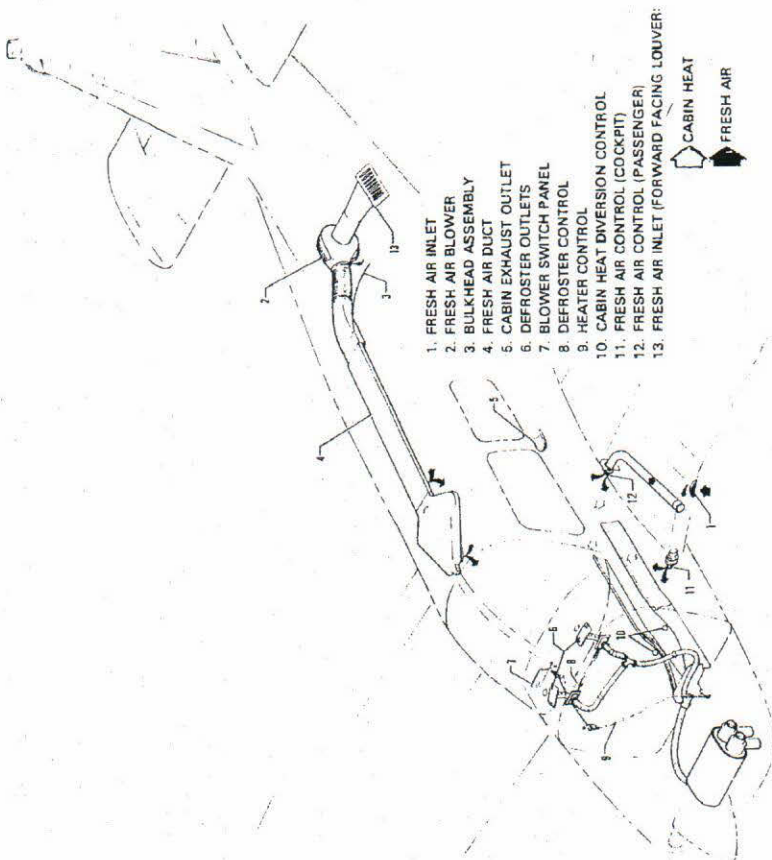 1. FRESH AIR INLET
2. FRESH AIR BLOWER
3. BULKHEAD ASSEMBLY
4. FRESH AIR DUCT
5. CABIN EXHAUST OUTLET
6. DEFROSTER OUTLETS
7. BLOWER SWITCH PANEL
8. DEFROSTER CONTROL
9. HEATER CONTROL
10. CABIN HEAT DIVERSION CONTROL
11. FRESH AIR CONTROL (COCKPIT)
12. FRESH AIR CONTROL (PASSENGER)
13. FRESH AIR INLET (FORWARD FACING LOUVER:
CABIN HEAT
FRESH AIR
2
13
3
4
5
12
1
11
10
6
7
8
9